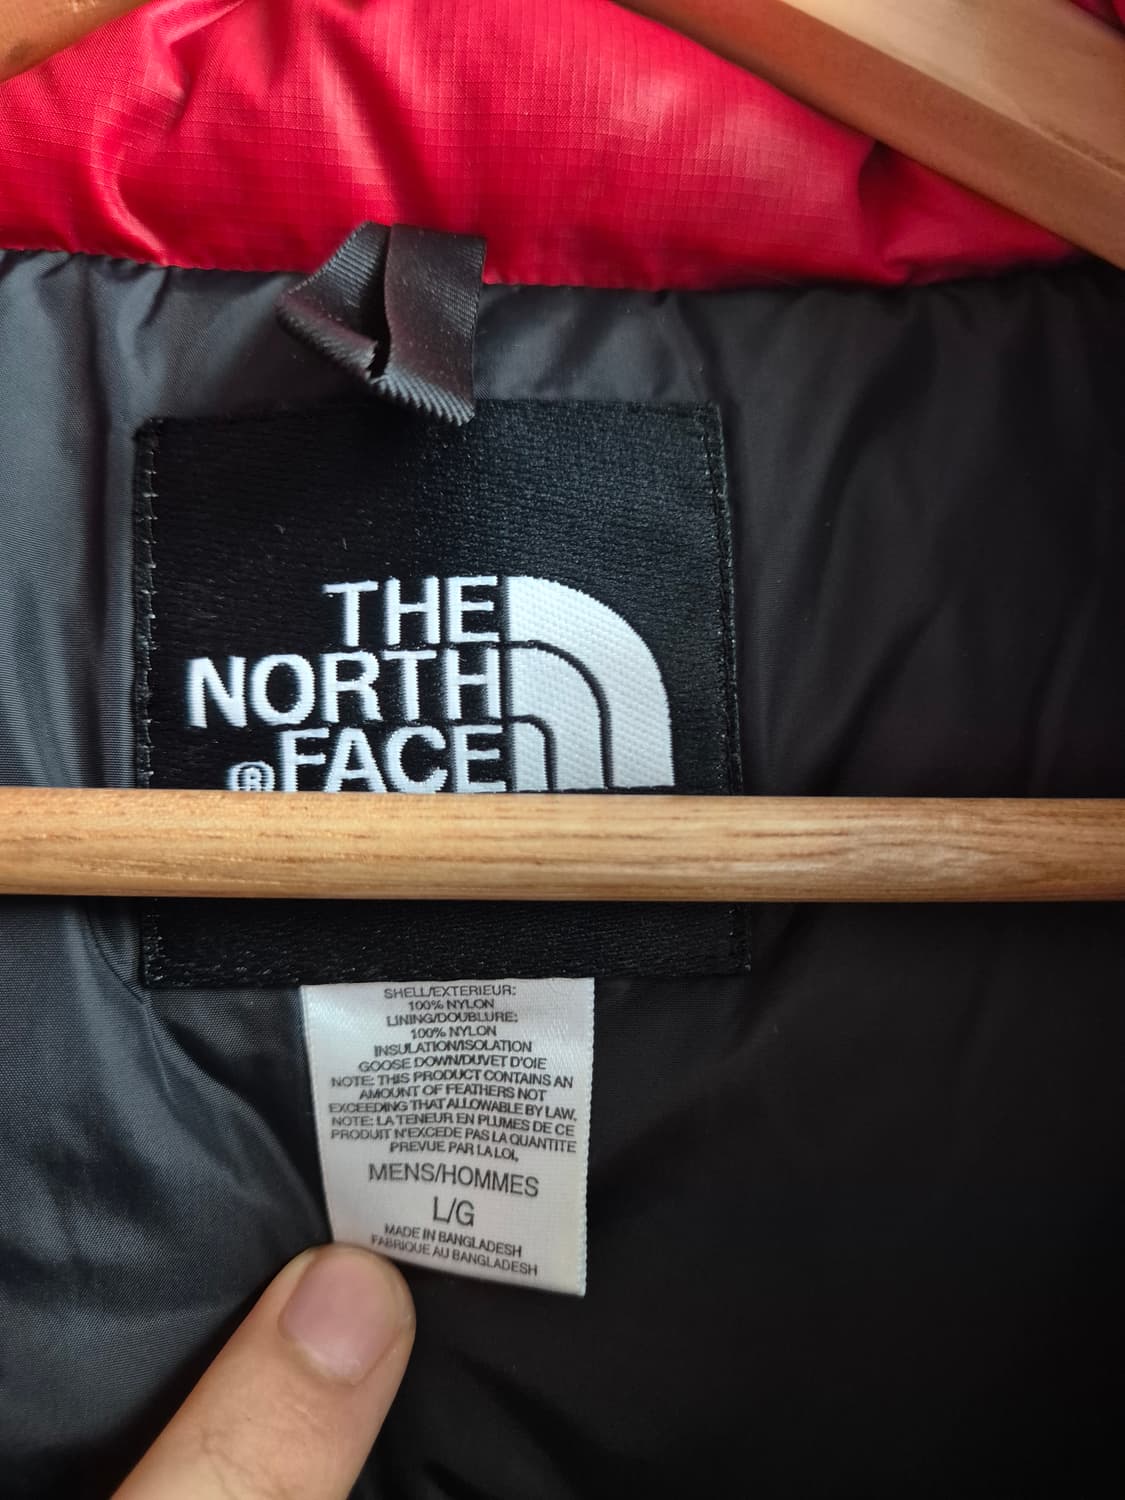 THE
NORTH
®FACE
SHELL/EXTERIEUR:
100% NYLON
LINING/DOUBLURE:
100% NYLON
INSULATION/ISOLATION
GOOSE DOWN/DUVET D'OIE
NOTE: THIS PRODUCT CONTAINS AN
AMOUNT OF FEATHERS NOT
EXCEEDING THAT ALLOWABLE BY LAW.
NOTE: LA TENEUR EN PLUMES DE CE
PRODUIT N'EXCEDE PAS LA QUANTITE
PREVUE PAR LA LOI.
MENS/HOMMES
L/G
MADE IN BANGLADESH
FABRIQUE AU BANGLADESH